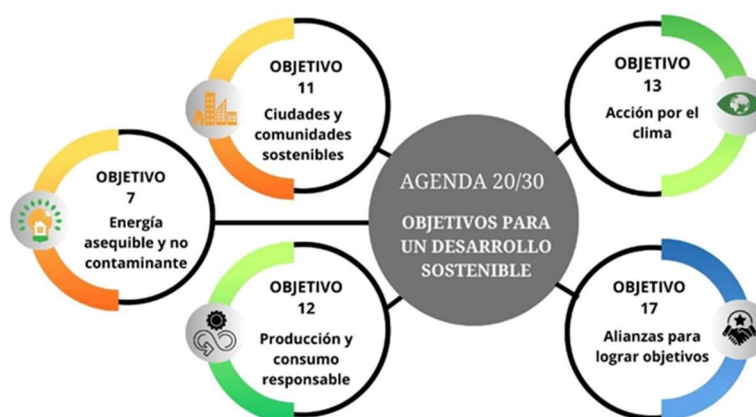 OBJETIVO
11
Ciudades y
comunidades
sostenibles
OBJETIVO
13
Acción por el
clima
OBJETIVO
7
Energía
asequible y no
contaminante
AGENDA 20/30
OBJETIVOS PARA
UN DESARROLLO
SOSTENIBLE
OBJETIVO
12
Producción y
consumo
responsable
OBJETIVO
17
Alianzas para
lograr objetivos